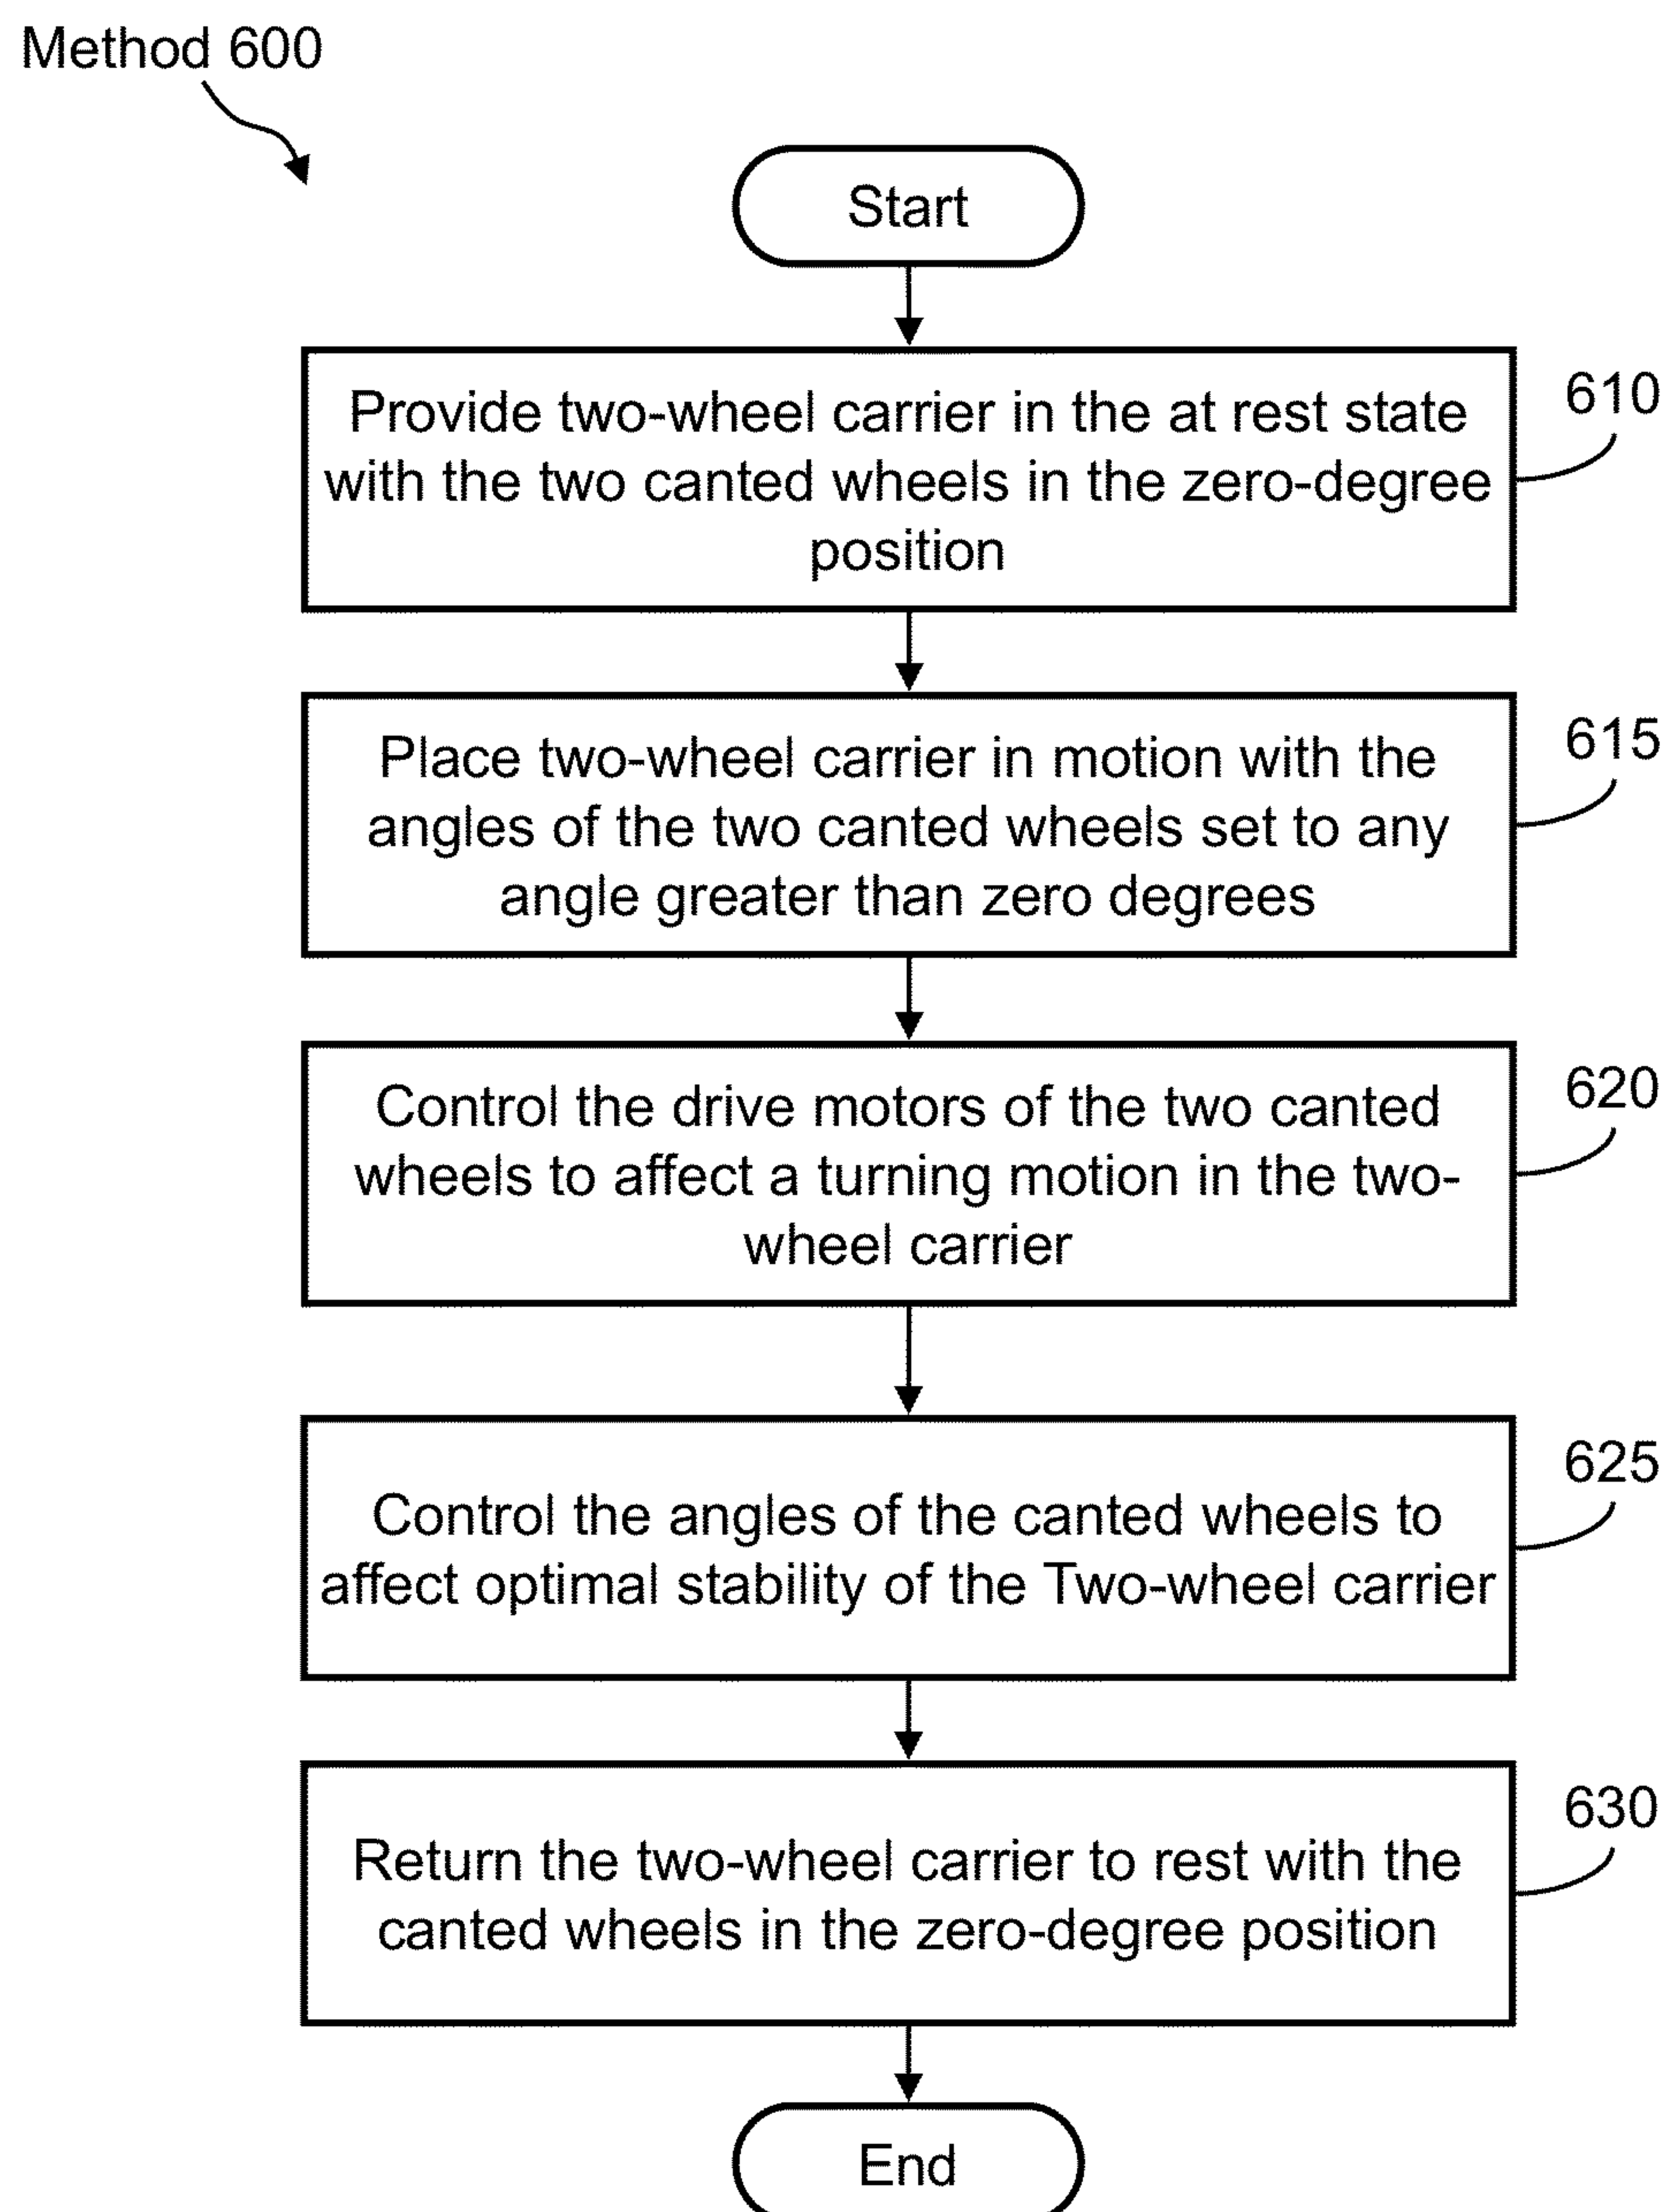 Method 600
Start
Provide two-wheel carrier in the at rest state
with the two canted wheels in the zero-degree
position
610
Place two-wheel carrier in motion with the
angles of the two canted wheels set to any
angle greater than zero degrees
615
Control the drive motors of the two canted
wheels to affect a turning motion in the two-
wheel carrier
620
Control the angles of the canted wheels to
affect optimal stability of the Two-wheel carrier
625
Return the two-wheel carrier to rest with the
canted wheels in the zero-degree position
630
End